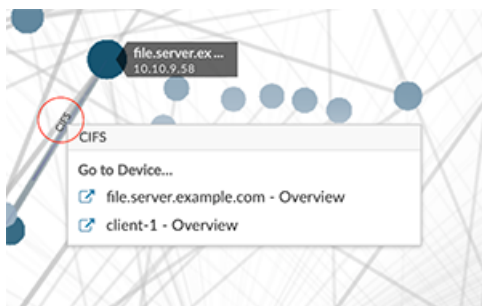 file.server.ex ...
10.10.9.58
CIFS
CIFS
Go to Device...
file.server.example.com - Overview
client-1 - Overview